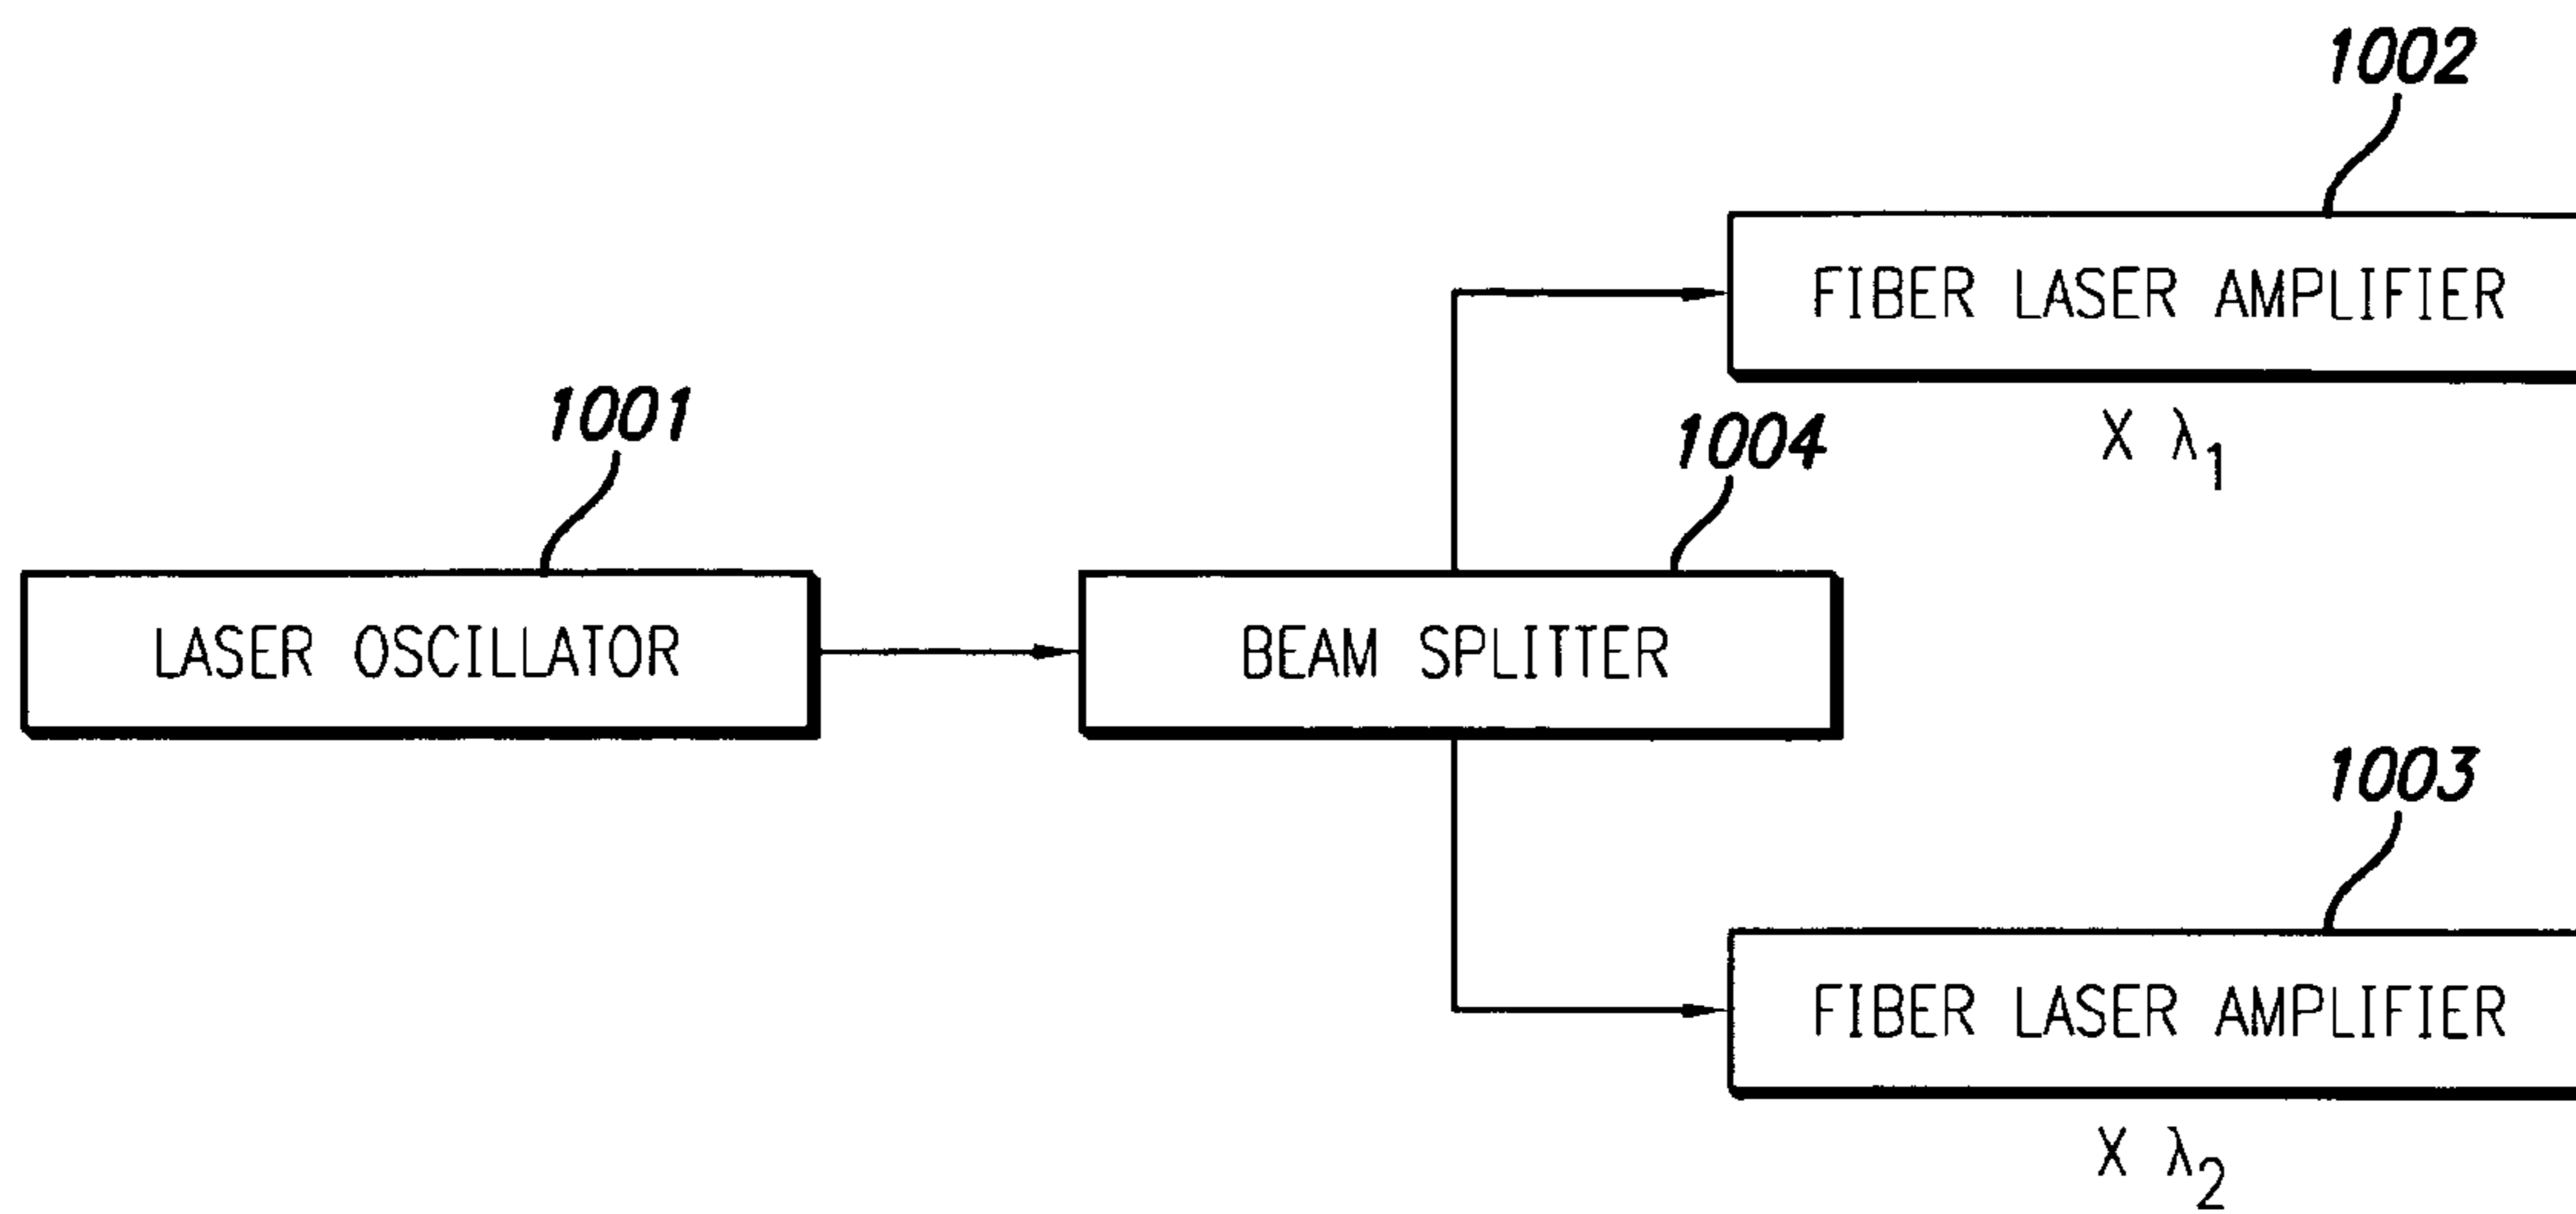 1002
FIBER LASER AMPLIFIER
X λ1
1001
1004
LASER OSCILLATOR
BEAM SPLITTER
1003
FIBER LASER AMPLIFIER
X λ2